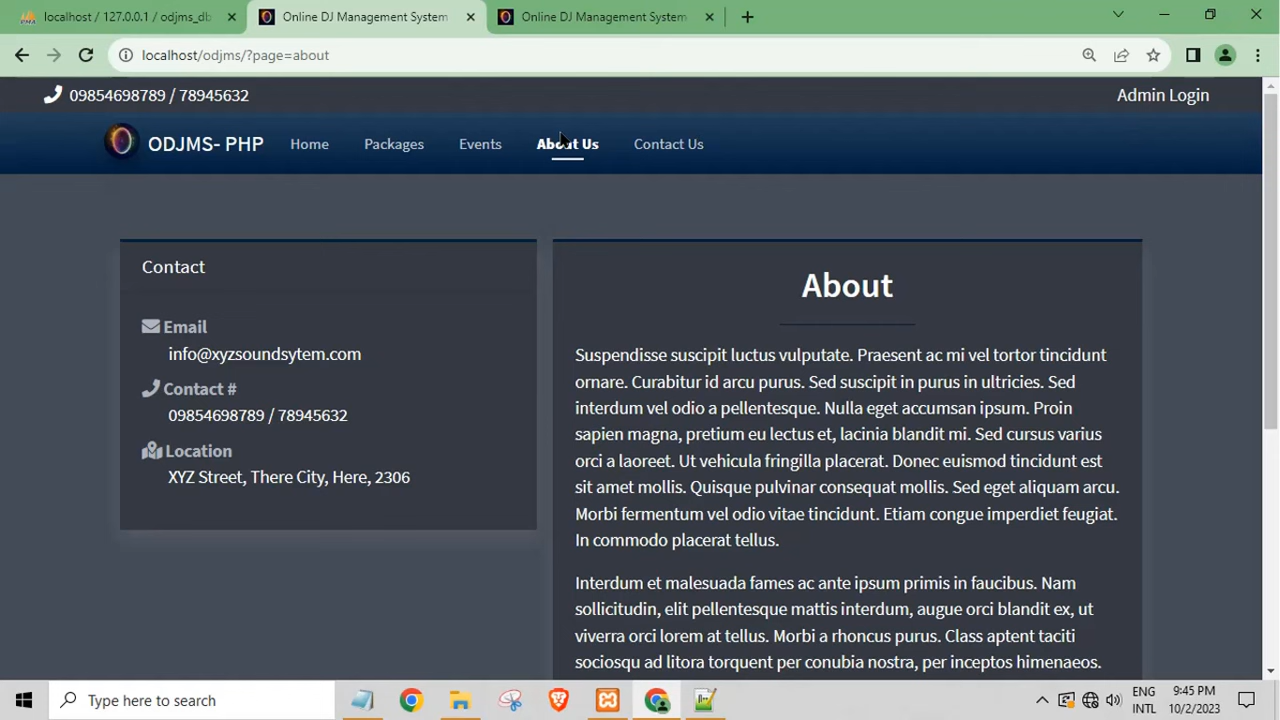 localhost / 127.0.0.1 / odjms_db
Online DJ Management System
Online DJ Management System
localhost/odjms/?page=about
09854698789 / 78945632
Admin Login
ODJMS- PHP
Home
Packages
Events
About Us
Contact Us
Contact
Email
info@xyzsoundsytem.com
Contact #
09854698789 / 78945632
Location
XYZ Street, There City, Here, 2306
About
Suspendisse suscipit luctus vulputate. Praesent ac mi vel tortor tincidunt
ornare. Curabitur id arcu purus. Sed suscipit in purus in ultricies. Sed
interdum vel odio a pellentesque. Nulla eget accumsan ipsum. Proin
sapien magna, pretium eu lectus et, lacinia blandit mi. Sed cursus varius
orci a laoreet. Ut vehicula fringilla placerat. Donec euismod tincidunt est
sit amet mollis. Quisque pulvinar consequat mollis. Sed eget aliquam arcu.
Morbi fermentum vel odio vitae tincidunt. Etiam congue imperdiet feugiat.
In commodo placerat tellus.
Interdum et malesuada fames ac ante ipsum primis in faucibus. Nam
sollicitudin, elit pellentesque mattis interdum, augue orci blandit ex, ut
viverra orci lorem at tellus. Morbi a rhoncus purus. Class aptent taciti
sociosqu ad litora torquent per conubia nostra, per inceptos himenaeos.
Type here to search
ENG
INTL
9:45 PM
10/2/2023